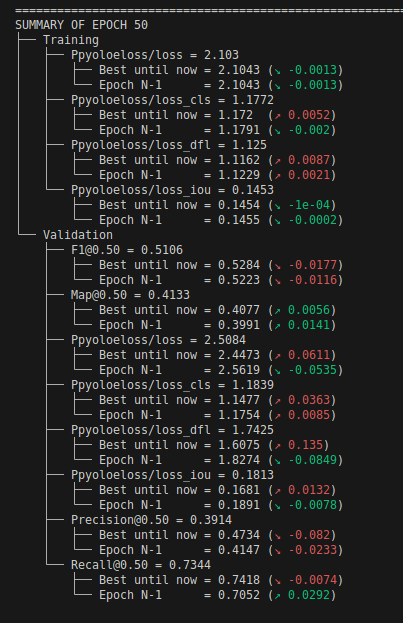 ================================================================
SUMMARY OF EPOCH 50
├── Training
│   ├── Ppyoloeloss/loss = 2.103
│   │   ├── Best until now = 2.1043 (↘ -0.0013)
│   │   └── Epoch N-1      = 2.1043 (↘ -0.0013)
│   ├── Ppyoloeloss/loss_cls = 1.1772
│   │   ├── Best until now = 1.172  (↗ 0.0052)
│   │   └── Epoch N-1      = 1.1791 (↘ -0.002)
│   ├── Ppyoloeloss/loss_dfl = 1.125
│   │   ├── Best until now = 1.1162 (↗ 0.0087)
│   │   └── Epoch N-1      = 1.1229 (↗ 0.0021)
│   └── Ppyoloeloss/loss_iou = 0.1453
│       ├── Best until now = 0.1454 (↘ -1e-04)
│       └── Epoch N-1      = 0.1455 (↘ -0.0002)
└── Validation
    ├── F1@0.50 = 0.5106
    │   ├── Best until now = 0.5284 (↘ -0.0177)
    │   └── Epoch N-1      = 0.5223 (↘ -0.0116)
    ├── Map@0.50 = 0.4133
    │   ├── Best until now = 0.4077 (↗ 0.0056)
    │   └── Epoch N-1      = 0.3991 (↗ 0.0141)
    ├── Ppyoloeloss/loss = 2.5084
    │   ├── Best until now = 2.4473 (↗ 0.0611)
    │   └── Epoch N-1      = 2.5619 (↘ -0.0535)
    ├── Ppyoloeloss/loss_cls = 1.1839
    │   ├── Best until now = 1.1477 (↗ 0.0363)
    │   └── Epoch N-1      = 1.1754 (↗ 0.0085)
    ├── Ppyoloeloss/loss_dfl = 1.7425
    │   ├── Best until now = 1.6075 (↗ 0.135)
    │   └── Epoch N-1      = 1.8274 (↘ -0.0849)
    ├── Ppyoloeloss/loss_iou = 0.1813
    │   ├── Best until now = 0.1681 (↗ 0.0132)
    │   └── Epoch N-1      = 0.1891 (↘ -0.0078)
    ├── Precision@0.50 = 0.3914
    │   ├── Best until now = 0.4734 (↘ -0.082)
    │   └── Epoch N-1      = 0.4147 (↘ -0.0233)
    └── Recall@0.50 = 0.7344
        ├── Best until now = 0.7418 (↘ -0.0074)
        └── Epoch N-1      = 0.7052 (↗ 0.0292)